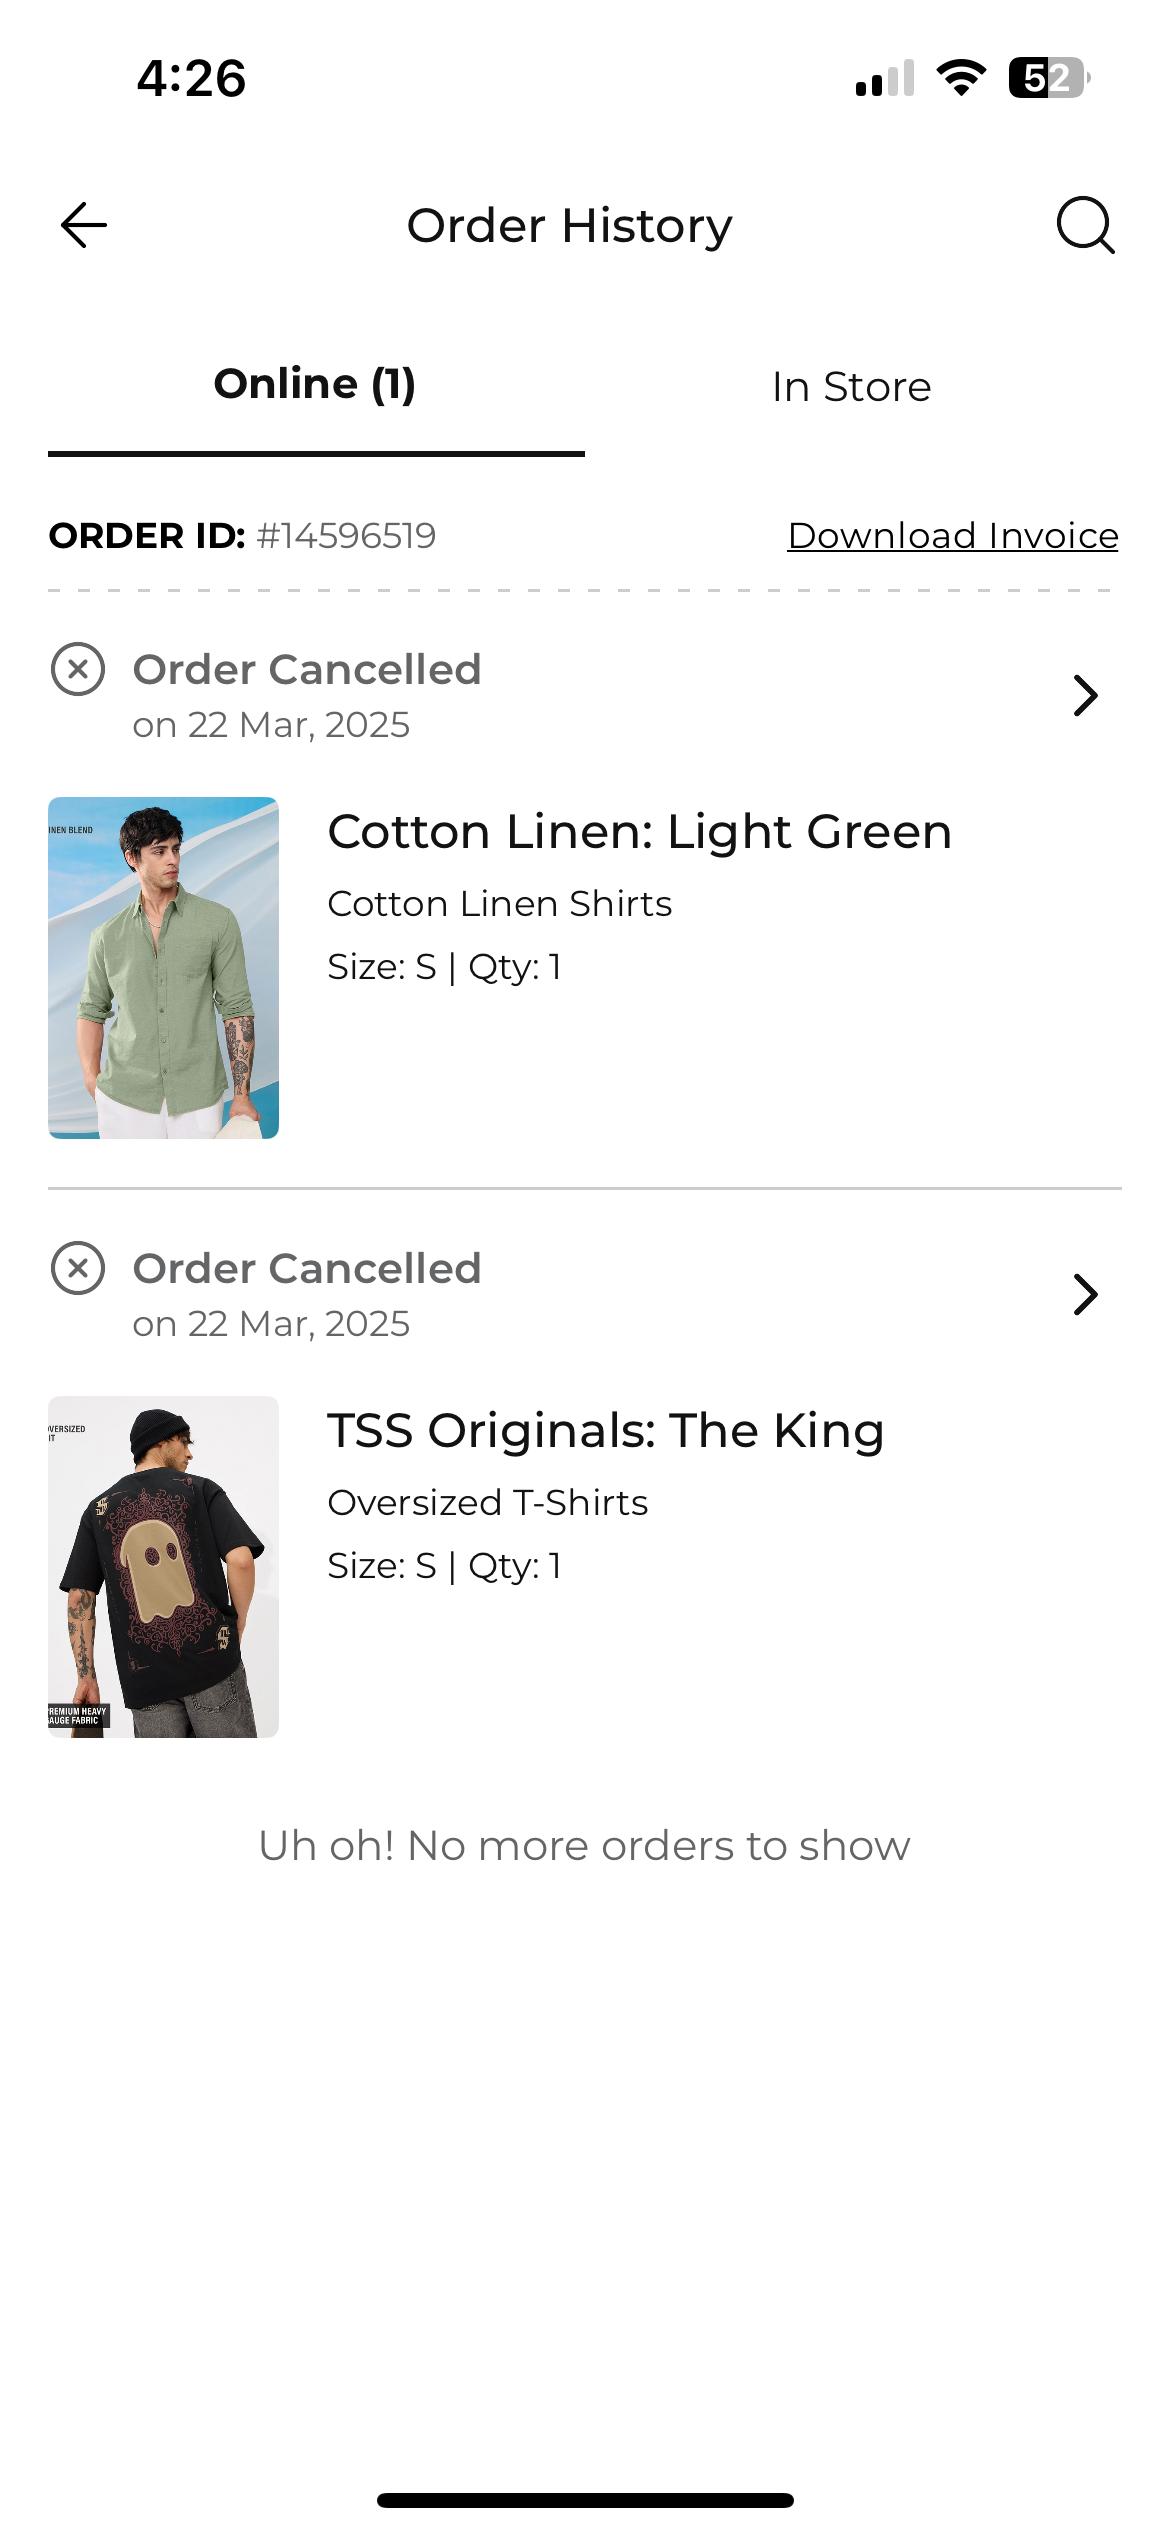 4:26
52
Order History
Online (1)
In Store
ORDER ID: #14596519
Download Invoice
Order Cancelled
on 22 Mar, 2025
INEN BLEND
Cotton Linen: Light Green
Cotton Linen Shirts
Size: S | Qty: 1
Order Cancelled
on 22 Mar, 2025
VERSIZED
IT
TSS Originals: The King
Oversized T-Shirts
Size: S | Qty: 1
S
S
REMIUM HEAVY
AUGE FABRIC
Uh oh! No more orders to show